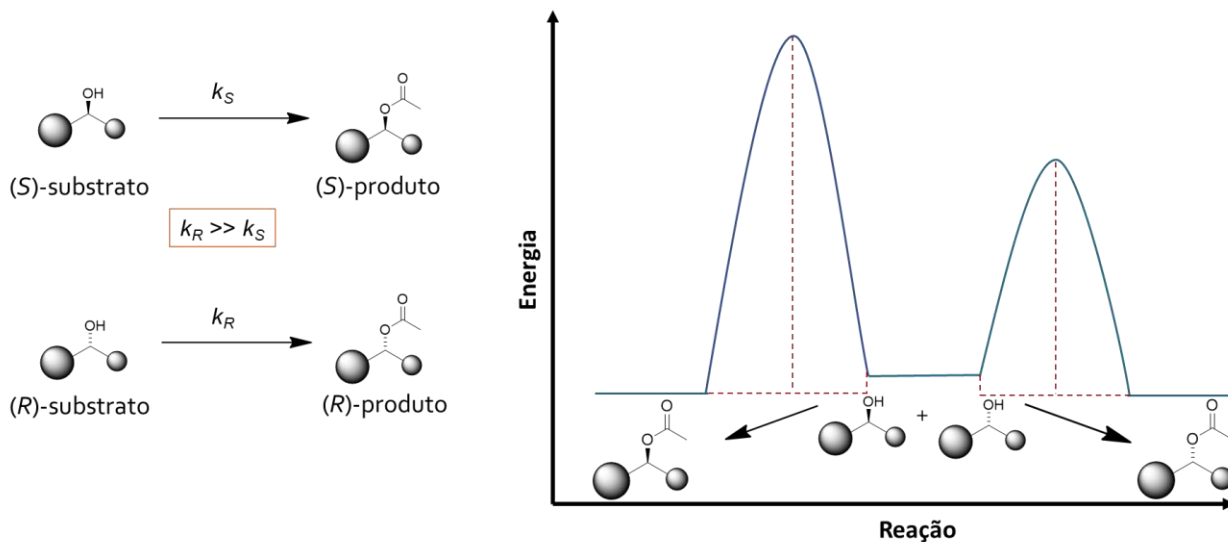 OH
k_S
O
O
(S)-substrato
(S)-produto
k_R >> k_S
OH
k_R
O
O
(R)-substrato
(R)-produto
Energia
O
O
OH
+
OH
O
O
Reação